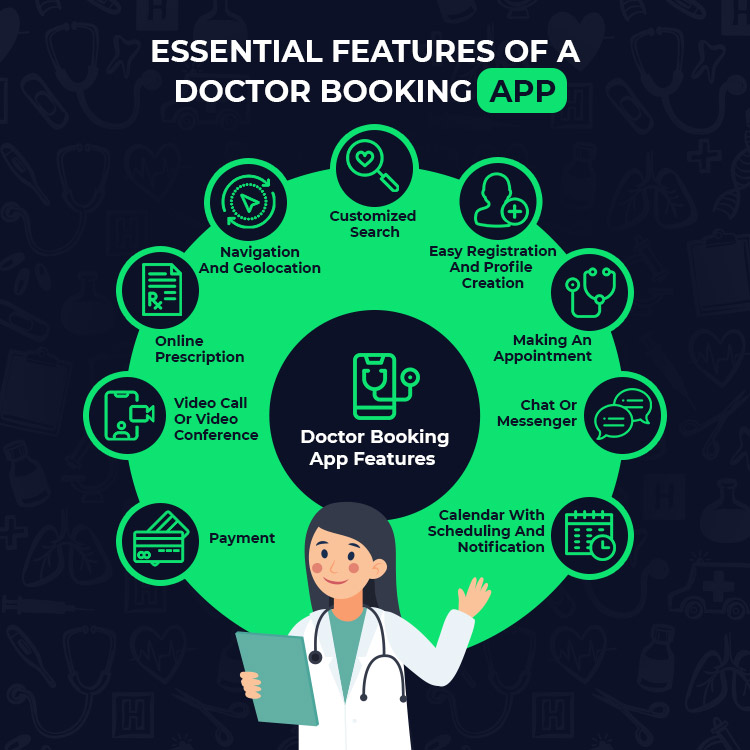 ESSENTIAL FEATURES OF A
DOCTOR BOOKING APP
Customized
Search
Easy Registration
And Profile
Creation
Making An
Appointment
Chat Or
Messenger
Calendar With
Scheduling And
Notification
Navigation
And Geolocation
Online
Prescription
Rx
Video Call
Or Video
Conference
Payment
Doctor Booking
App Features
H
H
H